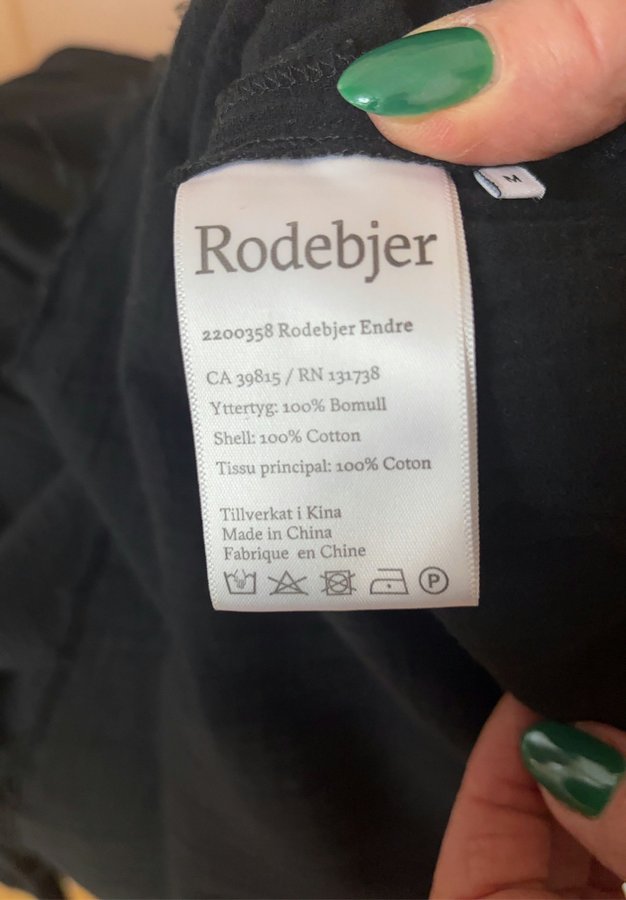 M
Rodebjer
2200358 Rodebjer Endre
CA 39815 / RN 131738
Yttertyg: 100% Bomull
Shell: 100% Cotton
Tissu principal: 100% Coton
Tillverkat i Kina
Made in China
Fabrique en Chine
P